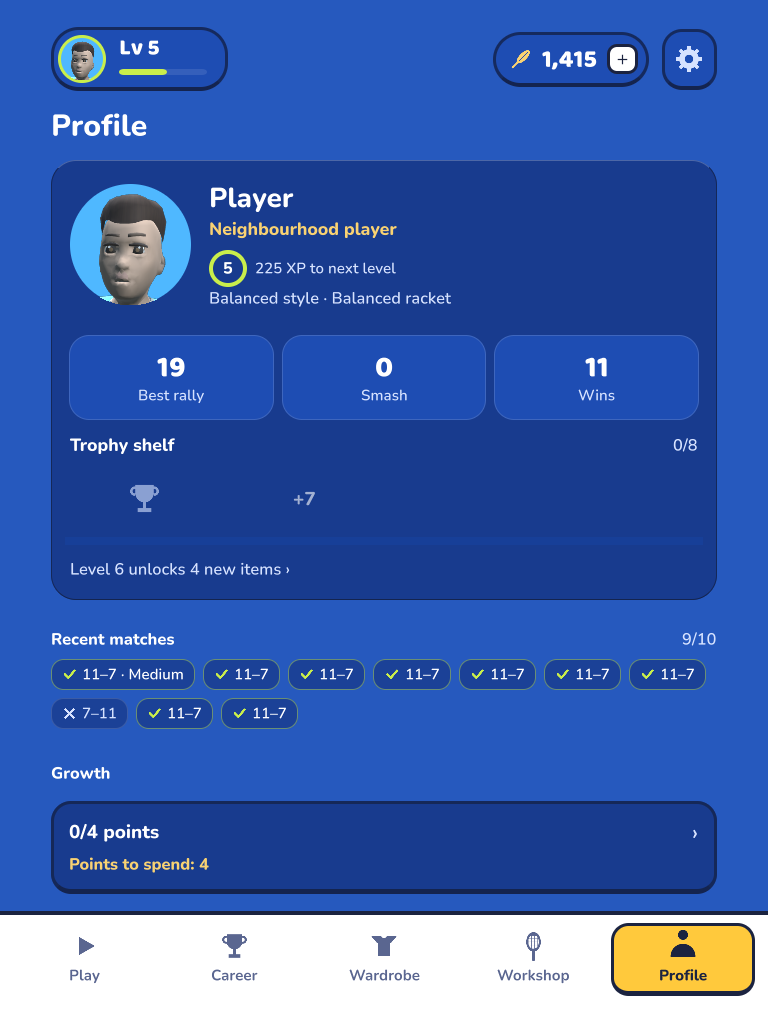 Lv 5
1,415
+
Profile
Player
Neighbourhood player
5
225 XP to next level
Balanced style · Balanced racket
19
Best rally
0
Smash
11
Wins
Trophy shelf
0/8
+7
Level 6 unlocks 4 new items ›
Recent matches
9/10
11–7 · Medium
11–7
11–7
11–7
11–7
11–7
11–7
7–11
11–7
11–7
Growth
0/4 points
›
Points to spend: 4
Play
Career
Wardrobe
Workshop
Profile